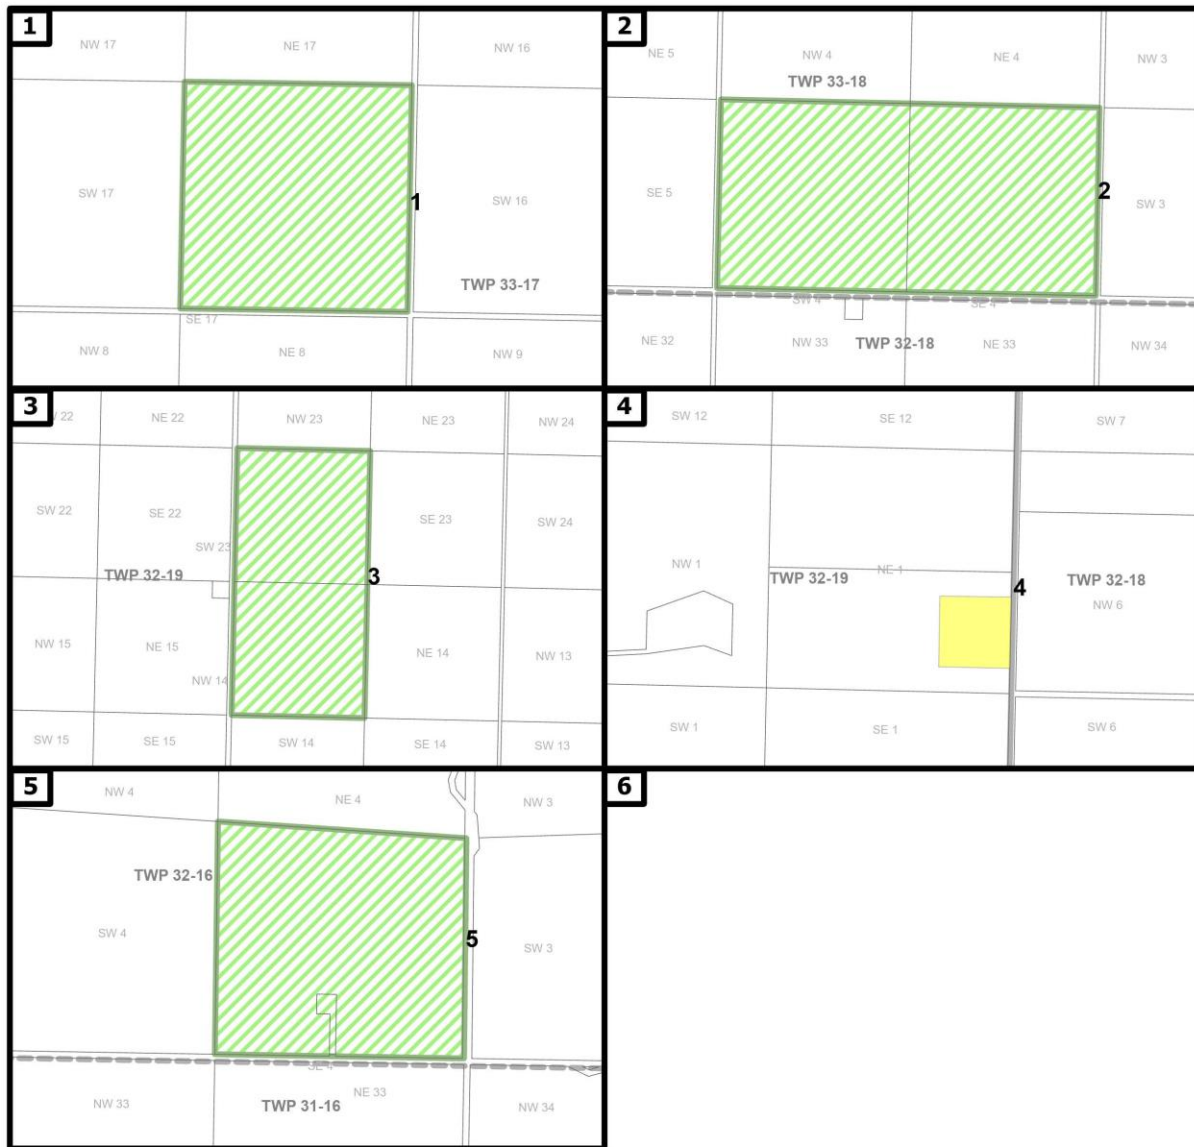 1
NW 17
NE 17
NW 16
SW 17
1
SW 16
TWP 33-17
SE 17
NW 8
NE 8
NW 9
2
NE 5
NW 4
NE 4
NW 3
TWP 33-18
SE 5
2
SW 3
SW 4
SE 4
NE 32
NW 33
TWP 32-18
NE 33
NW 34
3
22
NE 22
NW 23
NE 23
NW 24
SW 22
SE 22
SE 23
SW 24
SW 23
TWP 32-19
3
NW 15
NE 15
NE 14
NW 13
NW 14
SW 15
SE 15
SW 14
SE 14
SW 13
4
SW 12
SE 12
SW 7
NW 1
NE 1
TWP 32-19
TWP 32-18
4
NW 6
SW 1
SE 1
SW 6
5
NW 4
NE 4
NW 3
TWP 32-16
SW 4
5
SW 3
SE 4
NW 33
NE 33
TWP 31-16
NW 34
6